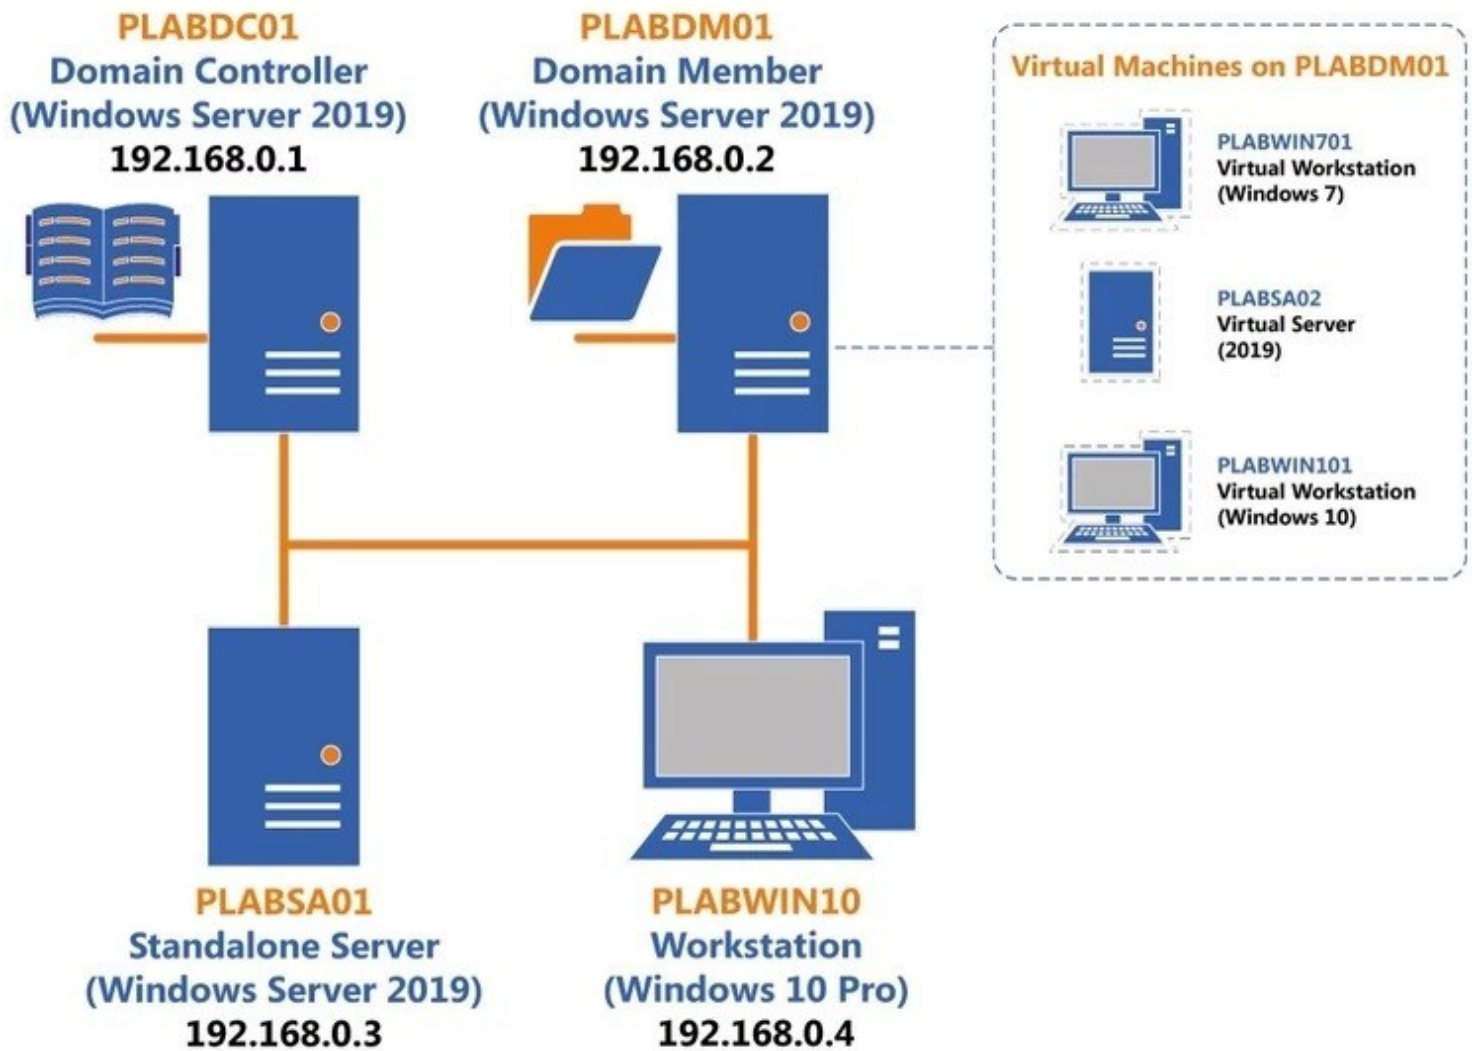 PLABDC01
Domain Controller
(Windows Server 2019)
192.168.0.1
PLABDM01
Domain Member
(Windows Server 2019)
192.168.0.2
Virtual Machines on PLABDM01
PLABWIN701
Virtual Workstation
(Windows 7)
PLABSA02
Virtual Server
(2019)
PLABWIN101
Virtual Workstation
(Windows 10)
PLABSA01
Standalone Server
(Windows Server 2019)
192.168.0.3
PLABWIN10
Workstation
(Windows 10 Pro)
192.168.0.4